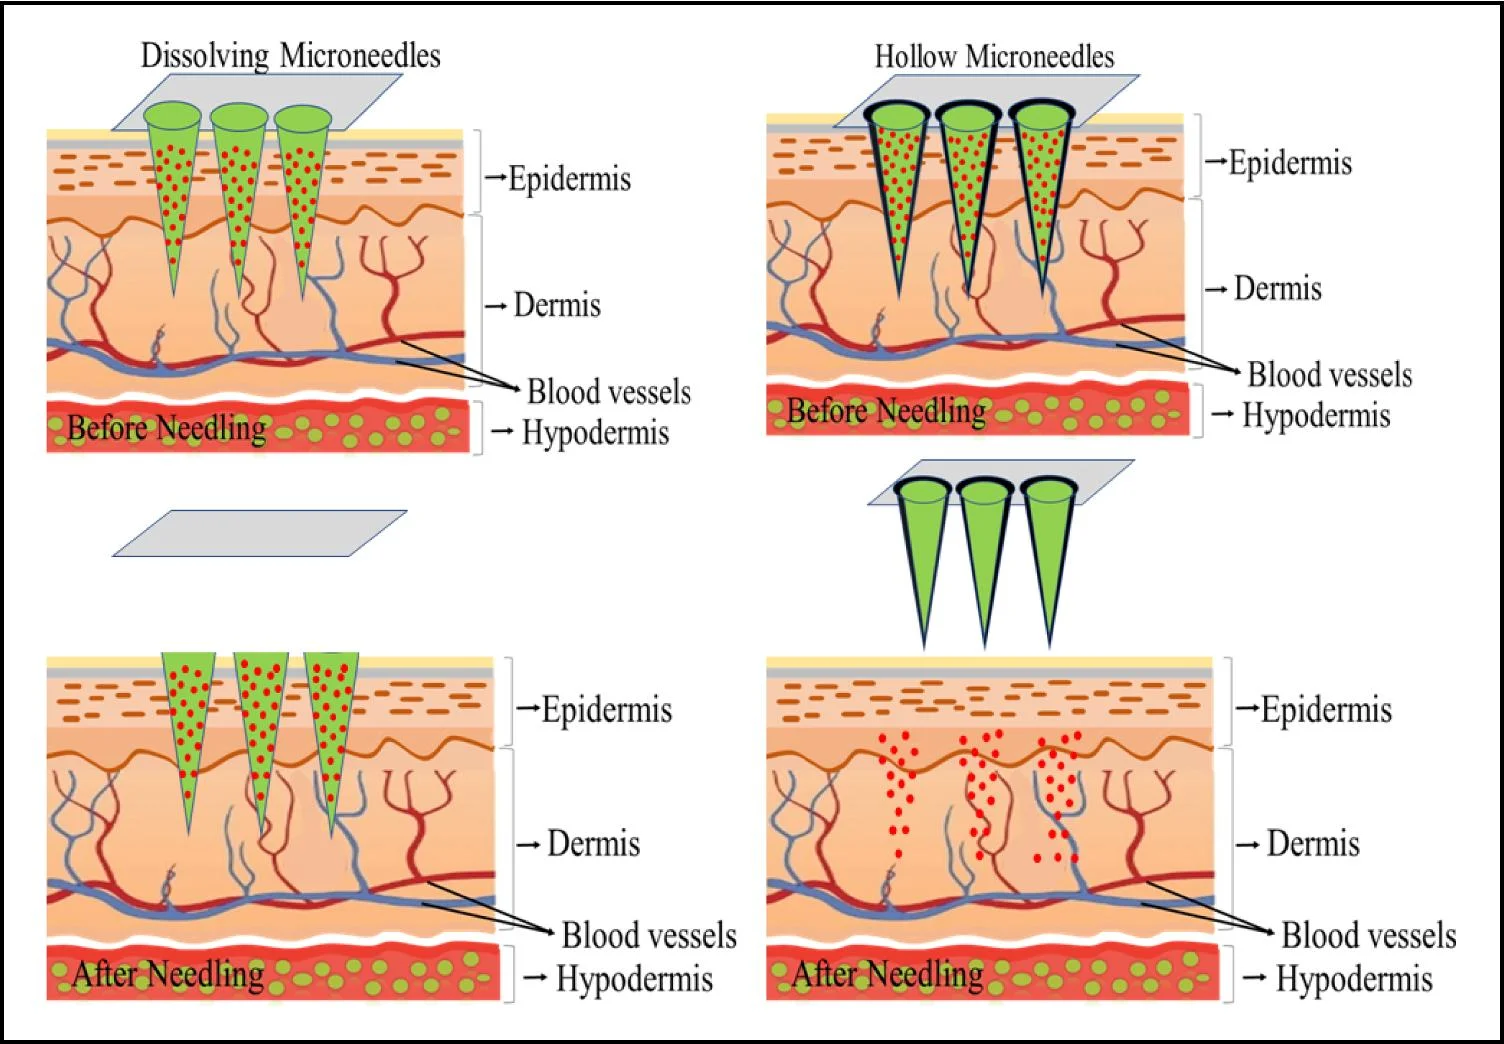 Dissolving Microneedles
Epidermis
Dermis
Blood vessels
Before Needling
Hypodermis
Hollow Microneedles
Epidermis
Dermis
Blood vessels
Before Needling
Hypodermis
Epidermis
Dermis
Blood vessels
After Needling
Hypodermis
Epidermis
Dermis
Blood vessels
After Needling
Hypodermis